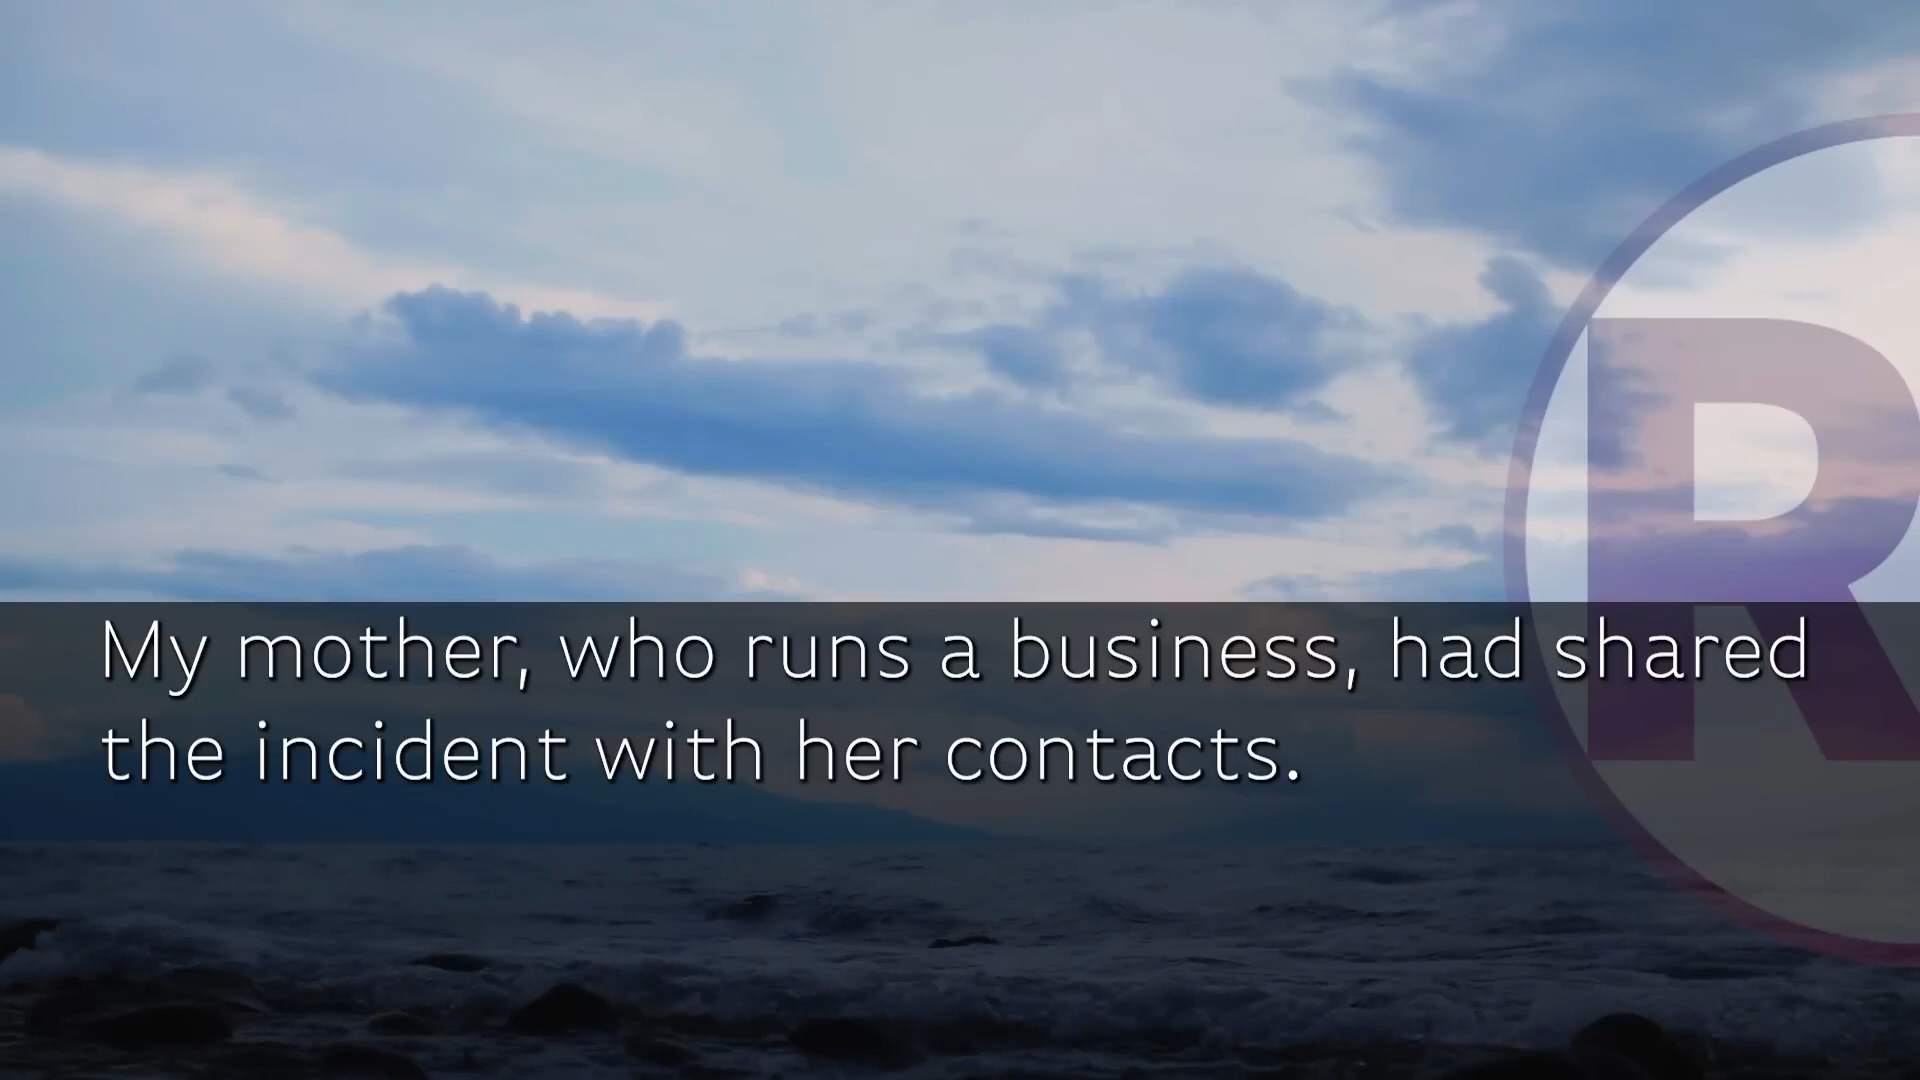 R
My mother, who runs a business, had shared
the incident with her contacts.